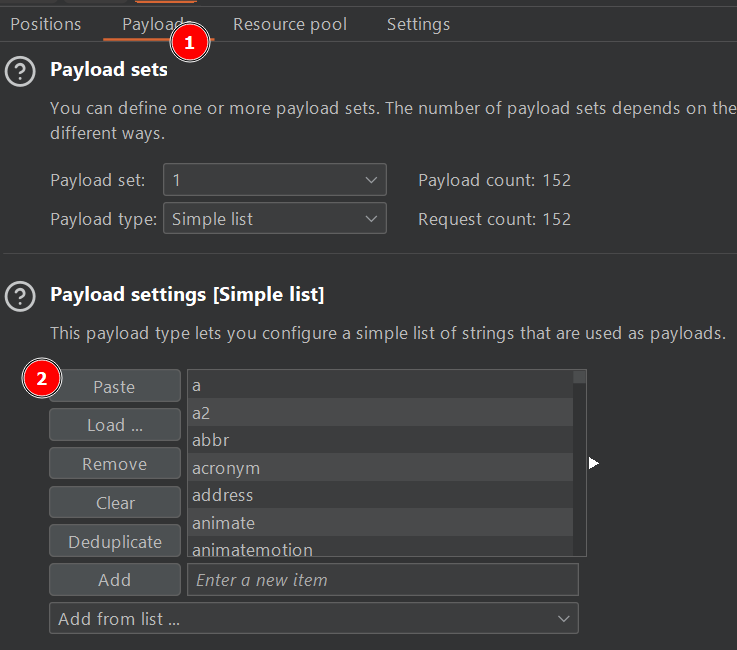 Positions Payloads Resource pool Settings
1
? Payload sets
You can define one or more payload sets. The number of payload sets depends on the
different ways.
Payload set: 1 Payload count: 152
Payload type: Simple list Request count: 152
? Payload settings [Simple list]
This payload type lets you configure a simple list of strings that are used as payloads.
2
Paste a
Load ... a2
abbr
Remove acronym
Clear address
animate
Deduplicate animatemotion
Add Enter a new item
Add from list ...